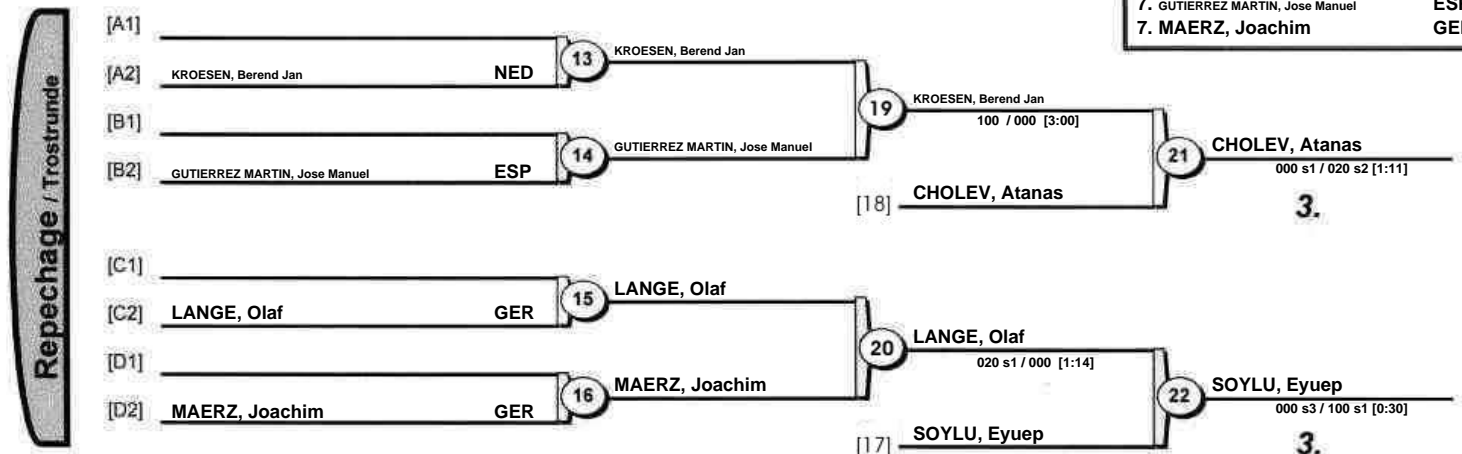 7. GUTIERREZ MARTIN, Jose Manuel
7. MAERZ, Joachim
Repechage / Trostrunde
[A1]
[A2] KROESEN, Berend Jan NED
13 KROESEN, Berend Jan
[B1]
[B2] GUTIERREZ MARTIN, Jose Manuel ESP
14 GUTIERREZ MARTIN, Jose Manuel
19 KROESEN, Berend Jan
100 / 000 [3:00]
[18] CHOLEV, Atanas
21 CHOLEV, Atanas
000 s1 / 020 s2 [1:11]
3.
[C1]
[C2] LANGE, Olaf GER
15 LANGE, Olaf
[D1]
[D2] MAERZ, Joachim GER
16 MAERZ, Joachim
20 LANGE, Olaf
020 s1 / 000 [1:14]
[17] SOYLU, Eyuep
22 SOYLU, Eyuep
000 s3 / 100 s1 [0:30]
3.